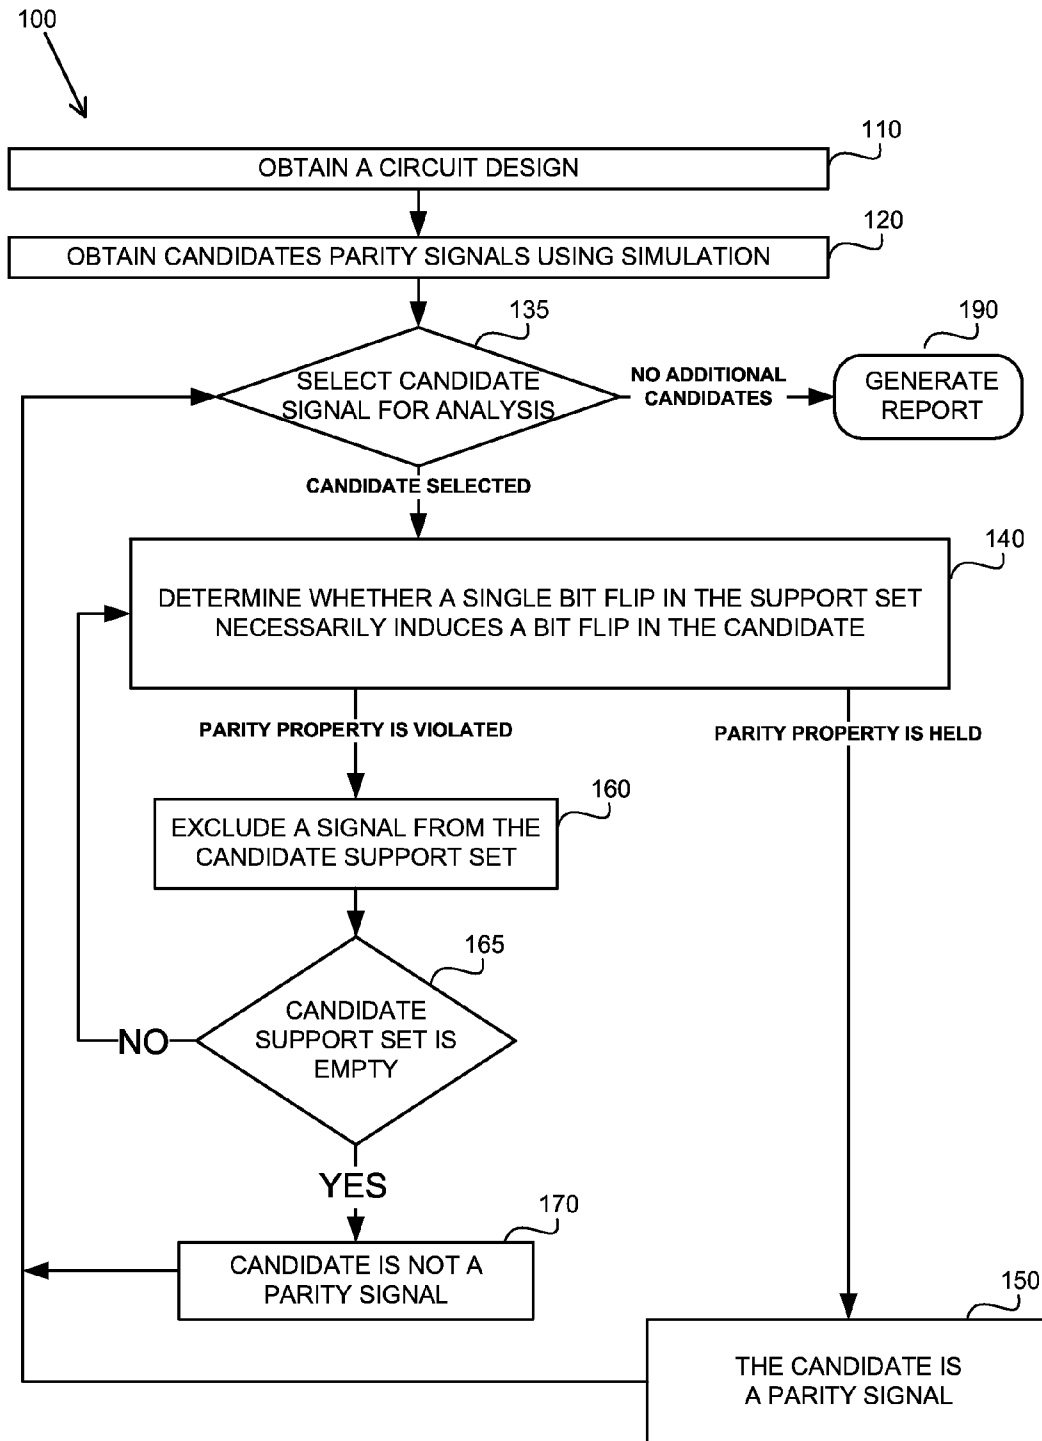 100
110
OBTAIN A CIRCUIT DESIGN
120
OBTAIN CANDIDATES PARITY SIGNALS USING SIMULATION
135
190
SELECT CANDIDATE
SIGNAL FOR ANALYSIS
NO ADDITIONAL
CANDIDATES
GENERATE
REPORT
CANDIDATE SELECTED
140
DETERMINE WHETHER A SINGLE BIT FLIP IN THE SUPPORT SET
NECESSARILY INDUCES A BIT FLIP IN THE CANDIDATE
PARITY PROPERTY IS VIOLATED
PARITY PROPERTY IS HELD
160
EXCLUDE A SIGNAL FROM THE
CANDIDATE SUPPORT SET
165
CANDIDATE
SUPPORT SET IS
EMPTY
NO
YES
170
CANDIDATE IS NOT A
PARITY SIGNAL
150
THE CANDIDATE IS
A PARITY SIGNAL